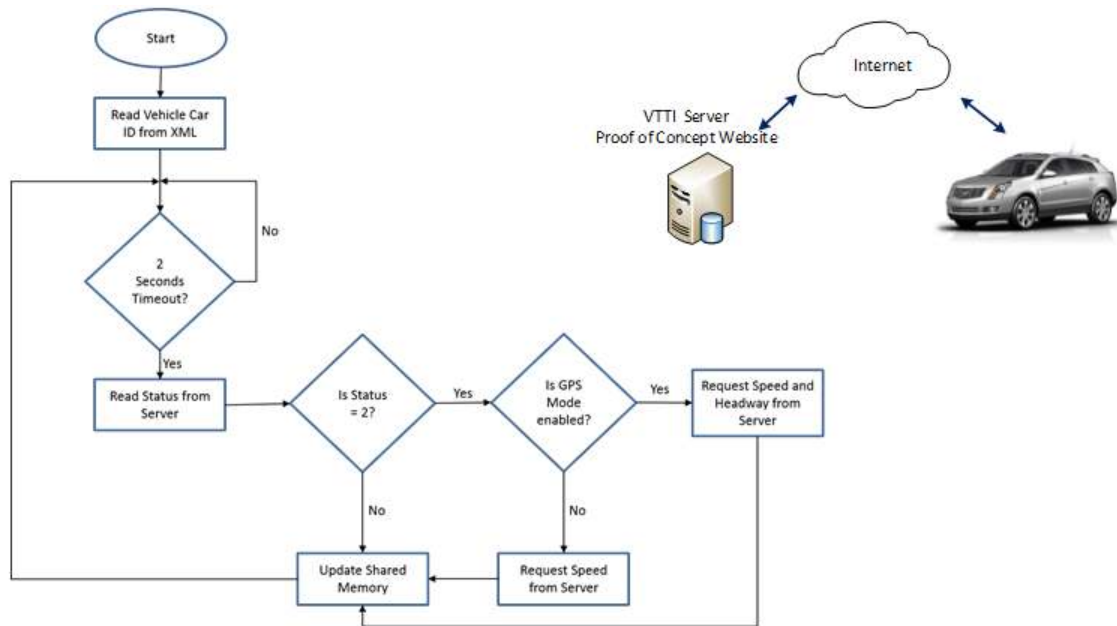 Start
Read Vehicle Car
ID from XML
2
Seconds
Timeout?
No
Yes
Read Status from
Server
Is Status
= 2?
Yes
No
Is GPS
Mode
enabled?
Yes
No
Request Speed and
Headway from
Server
Update Shared
Memory
Request Speed
from Server
Internet
VTTI Server
Proof of Concept Website